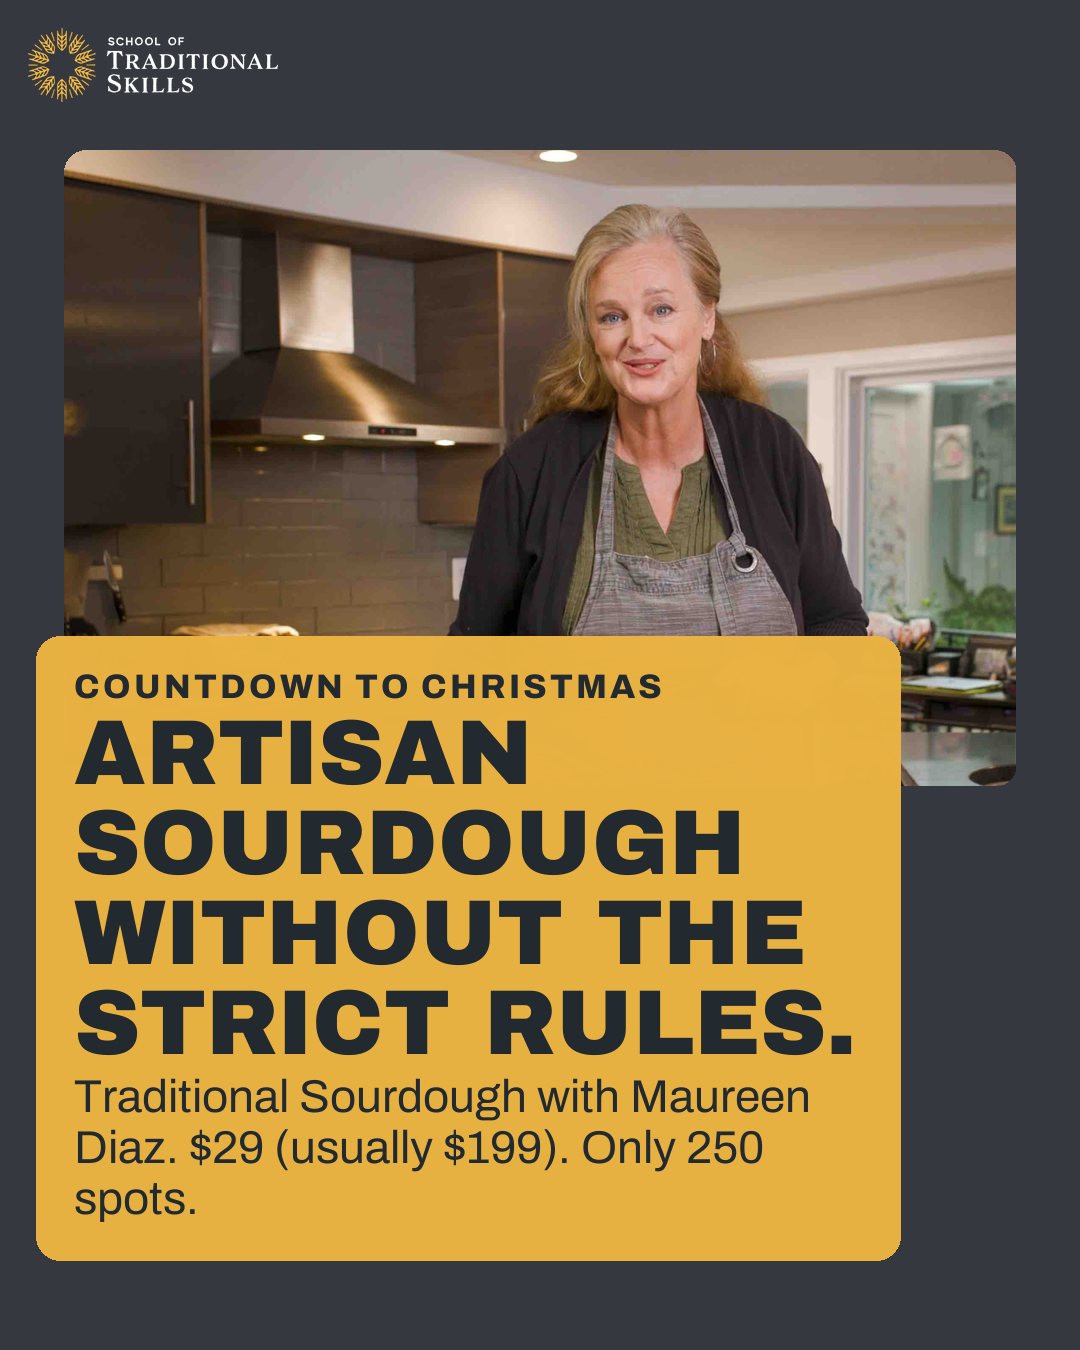 SCHOOL OF
TRADITIONAL
SKILLS
COUNTDOWN TO CHRISTMAS
ARTISAN
SOURDOUGH
WITHOUT THE
STRICT RULES.
Traditional Sourdough with Maureen
Diaz. $29 (usually $199). Only 250
spots.